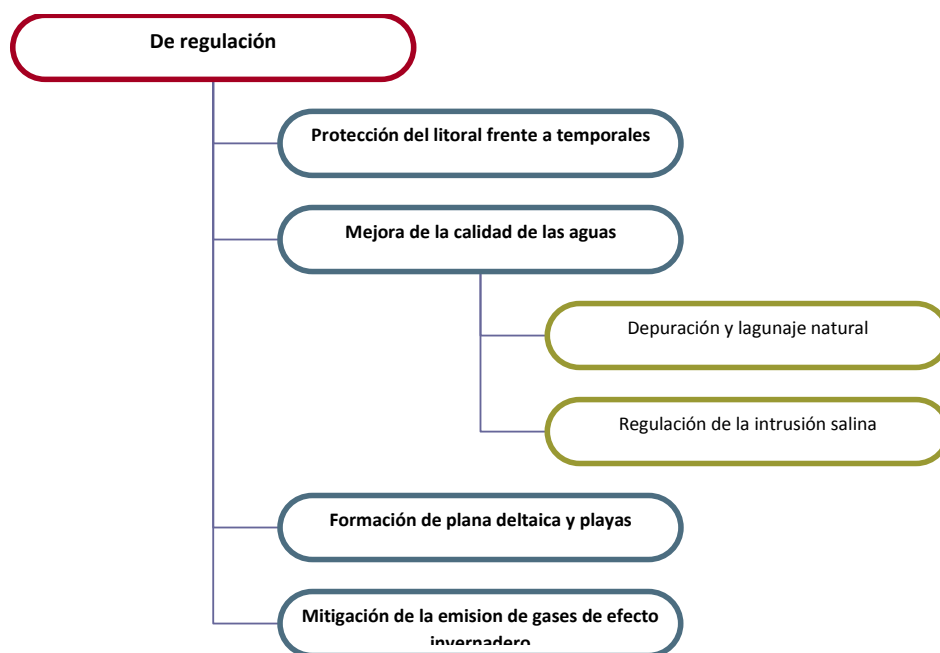 De regulación
Protección del litoral frente a temporales
Mejora de la calidad de las aguas
Depuración y lagunaje natural
Regulación de la intrusión salina
Formación de plana deltaica y playas
Mitigación de la emision de gases de efecto
invernadero